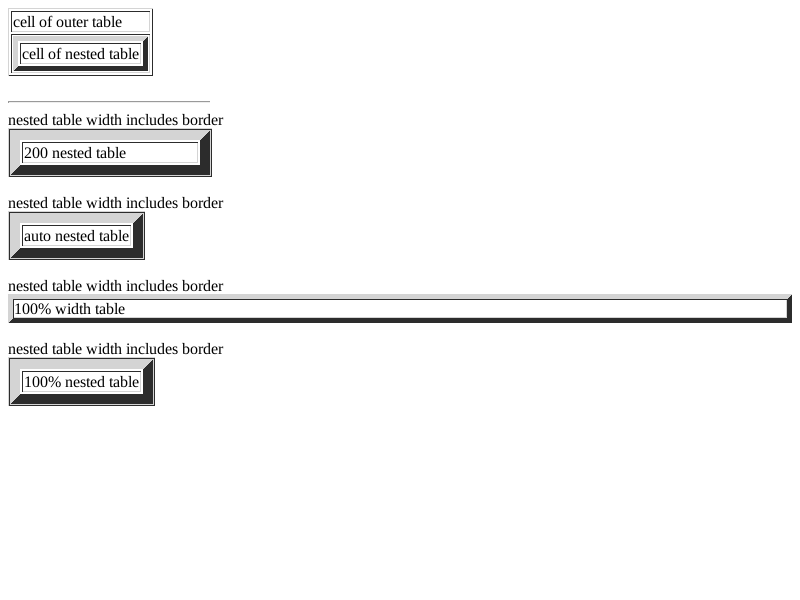 cell of outer table
cell of nested table
nested table width includes border
200 nested table
nested table width includes border
auto nested table
nested table width includes border
100% width table
nested table width includes border
100% nested table